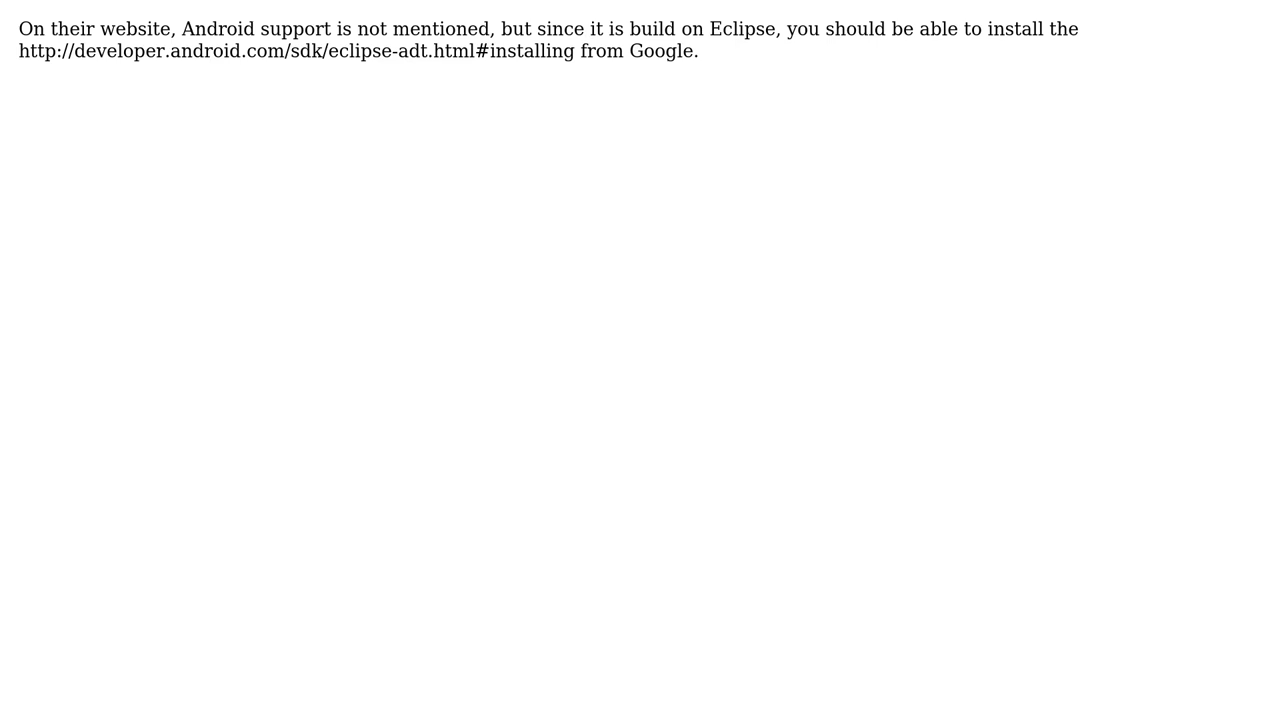 On their website, Android support is not mentioned, but since it is build on Eclipse, you should be able to install the
http://developer.android.com/sdk/eclipse-adt.html#installing from Google.